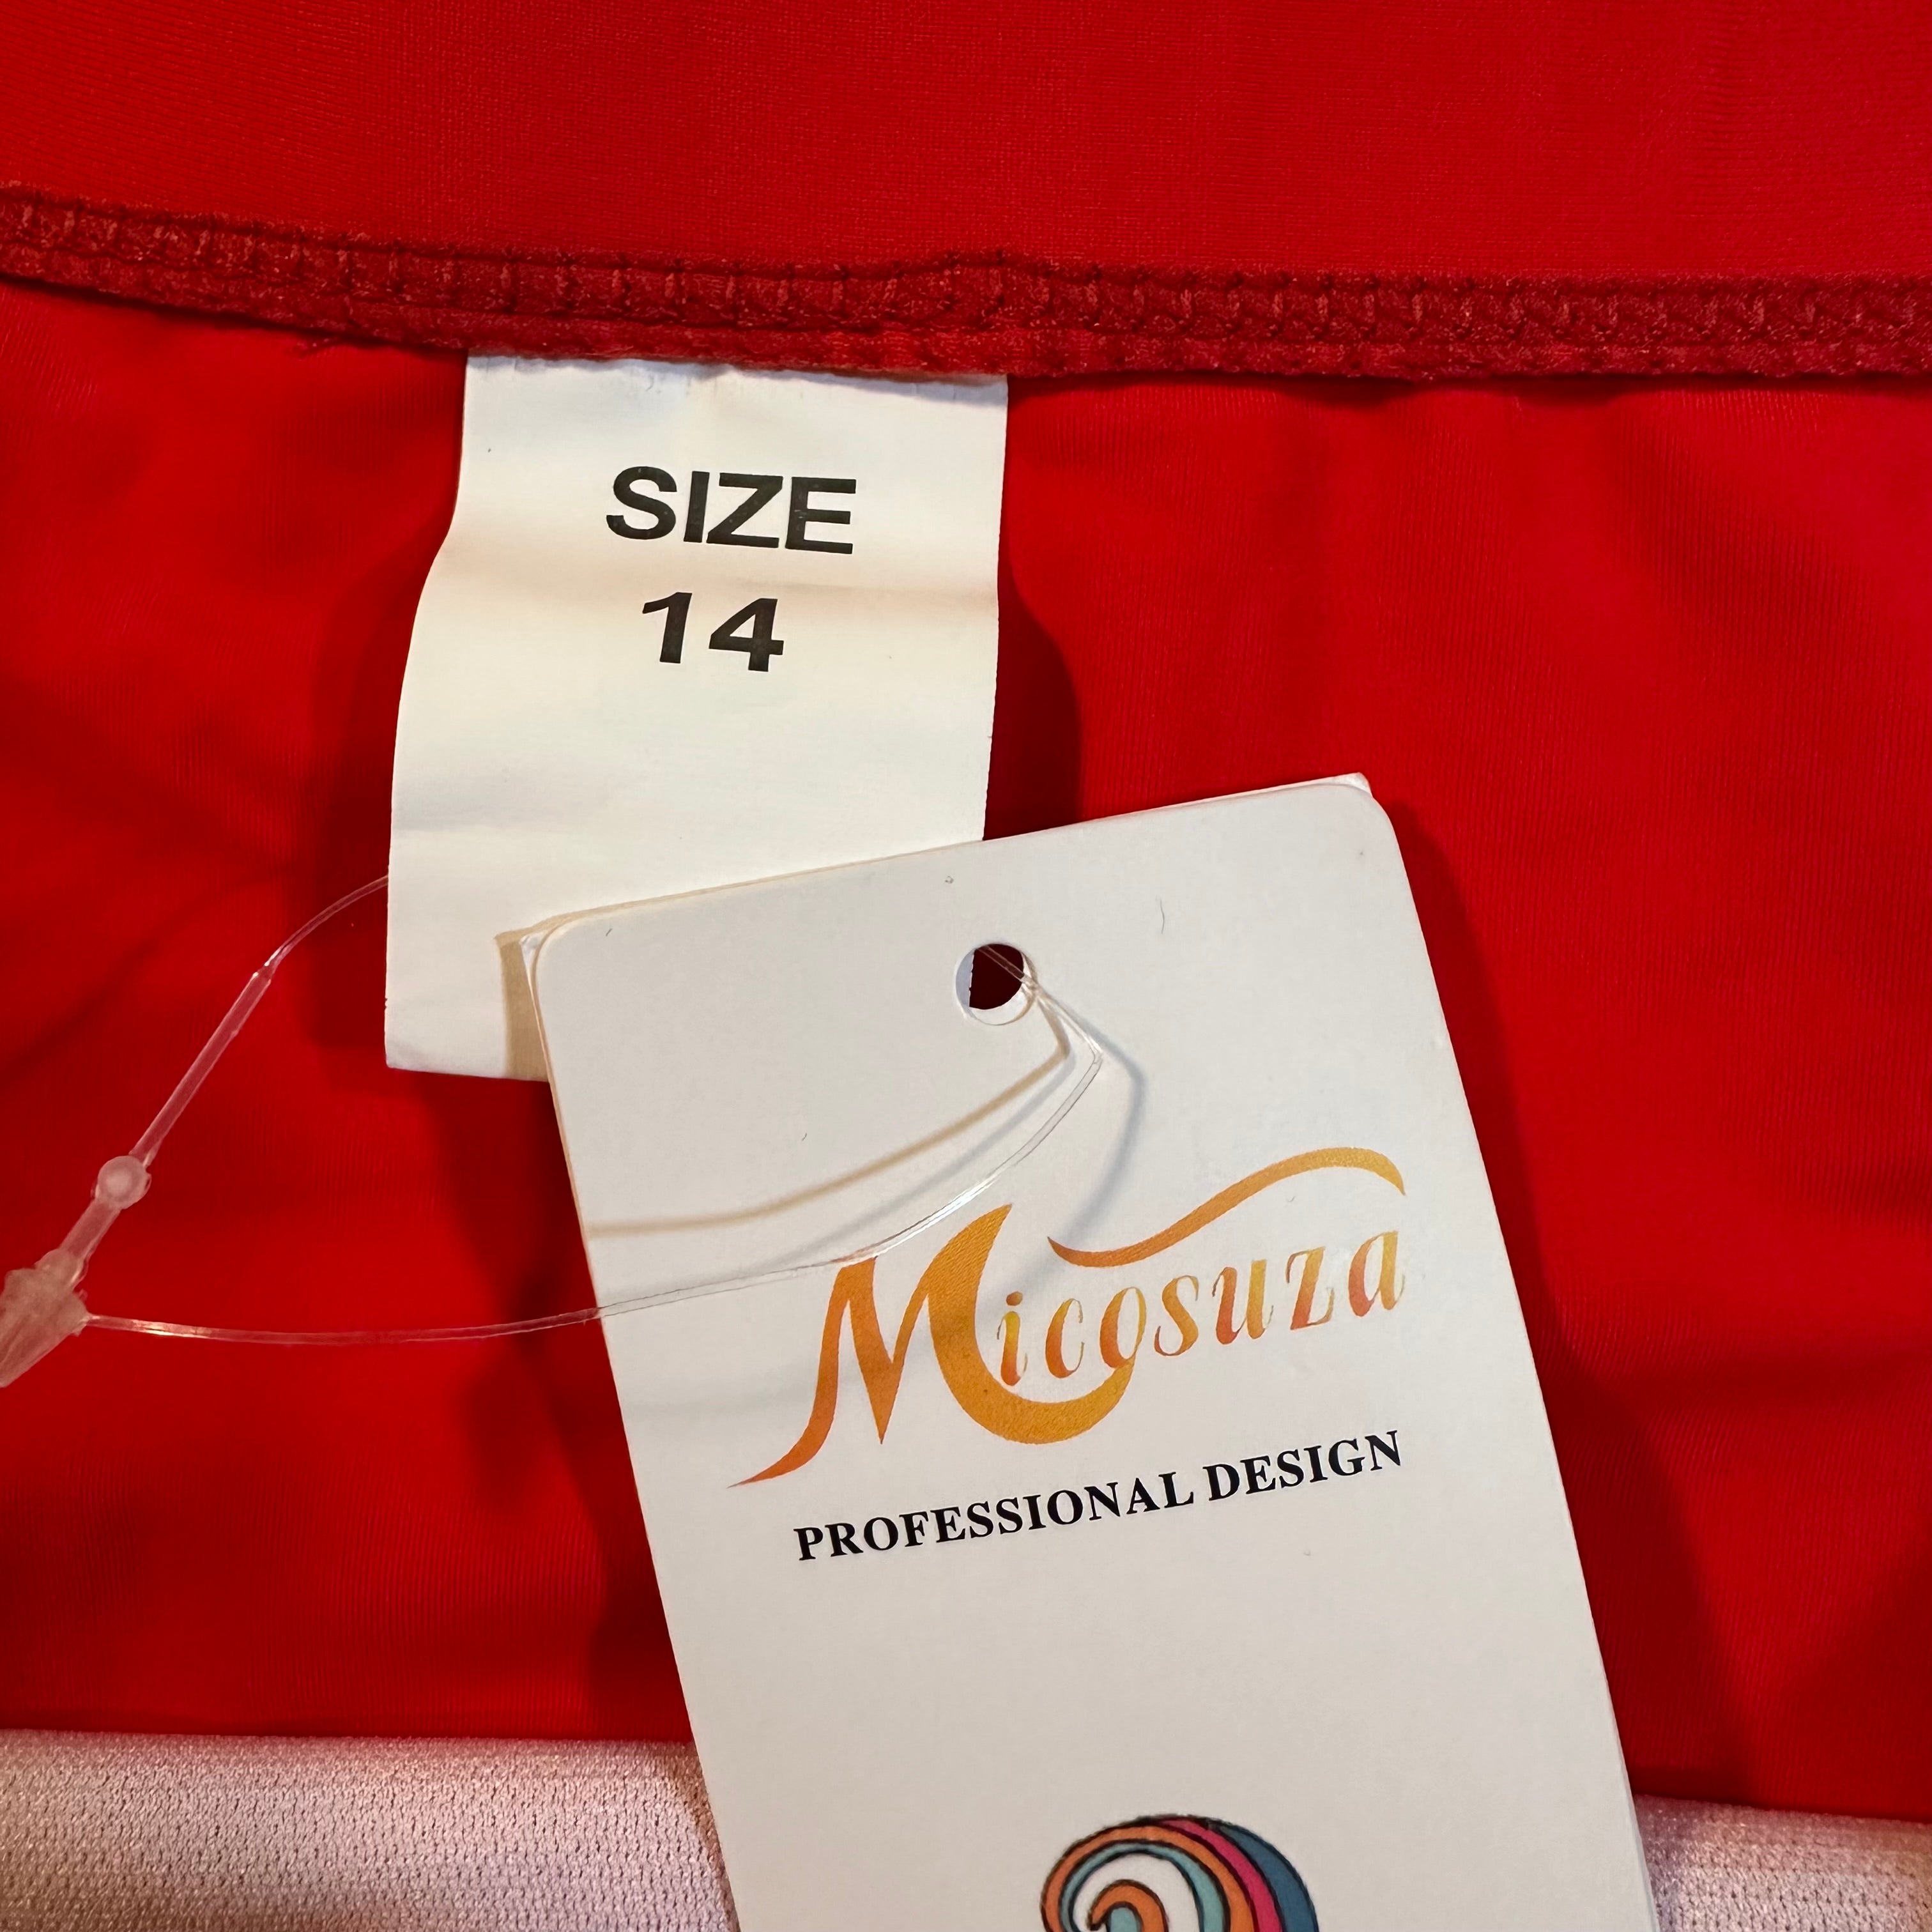 SIZE
14
Micosuza
PROFESSIONAL DESIGN